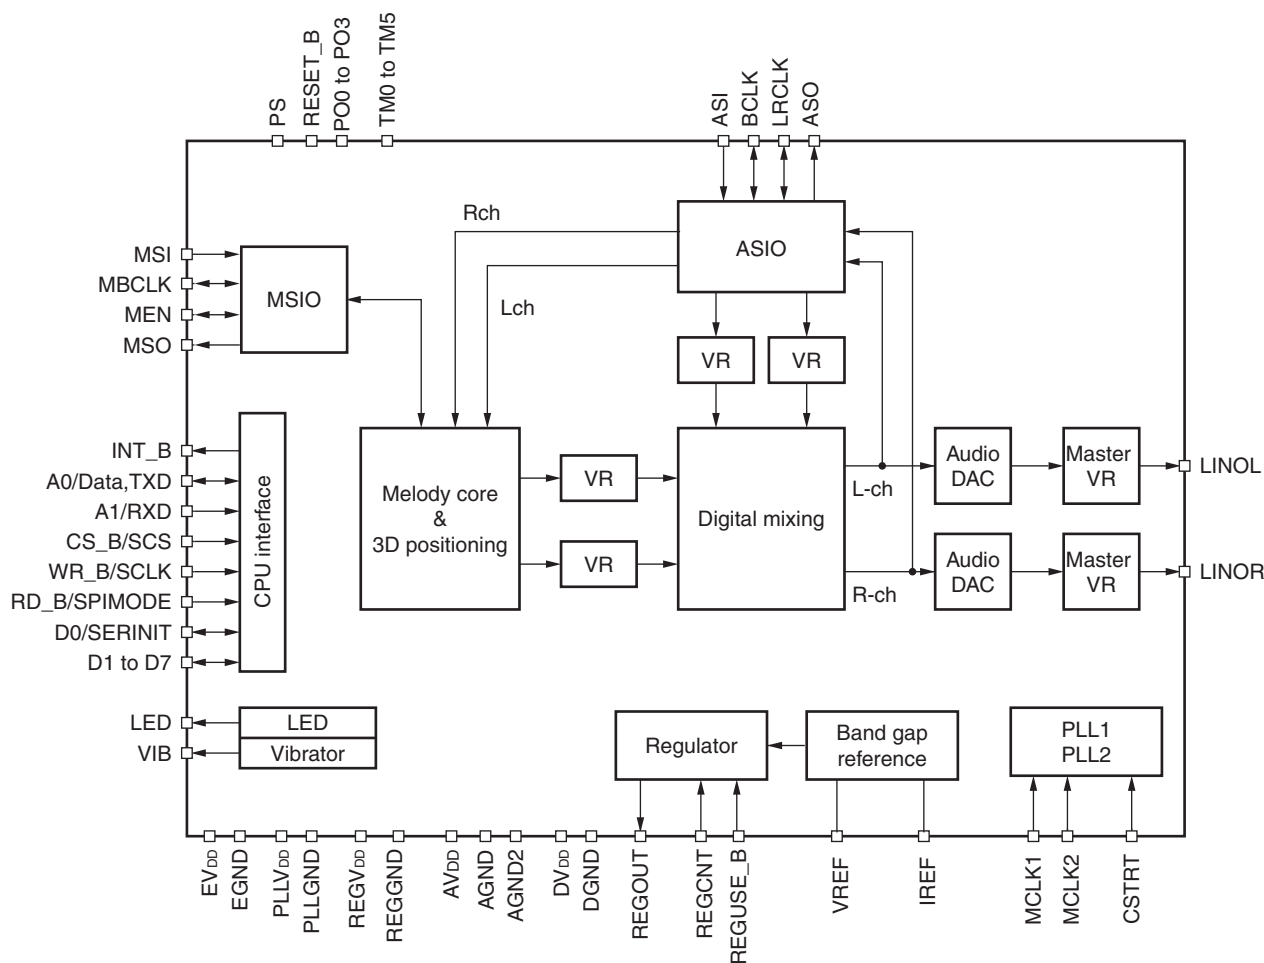 PS
RESET_B
PO0 to PO3
TM0 to TM5
ASI
BCLK
LRCLK
ASO
Rch
Lch
ASIO
MSI
MBCLK
MEN
MSO
MSIO
VR
VR
INT_B
A0/Data,TXD
A1/RXD
CS_B/SCS
WR_B/SCLK
RD_B/SPIMODE
D0/SERINIT
D1 to D7
CPU interface
Melody core
&
3D positioning
VR
VR
Digital mixing
L-ch
R-ch
Audio
DAC
Master
VR
LINOL
Audio
DAC
Master
VR
LINOR
LED
VIB
LED
Vibrator
Regulator
Band gap
reference
PLL1
PLL2
EVDD
EGND
PLLVDD
PLLGND
REGVDD
REGGND
AVDD
AGND
AGND2
DVDD
DGND
REGOUT
REGCNT
REGUSE_B
VREF
IREF
MCLK1
MCLK2
CSTRT